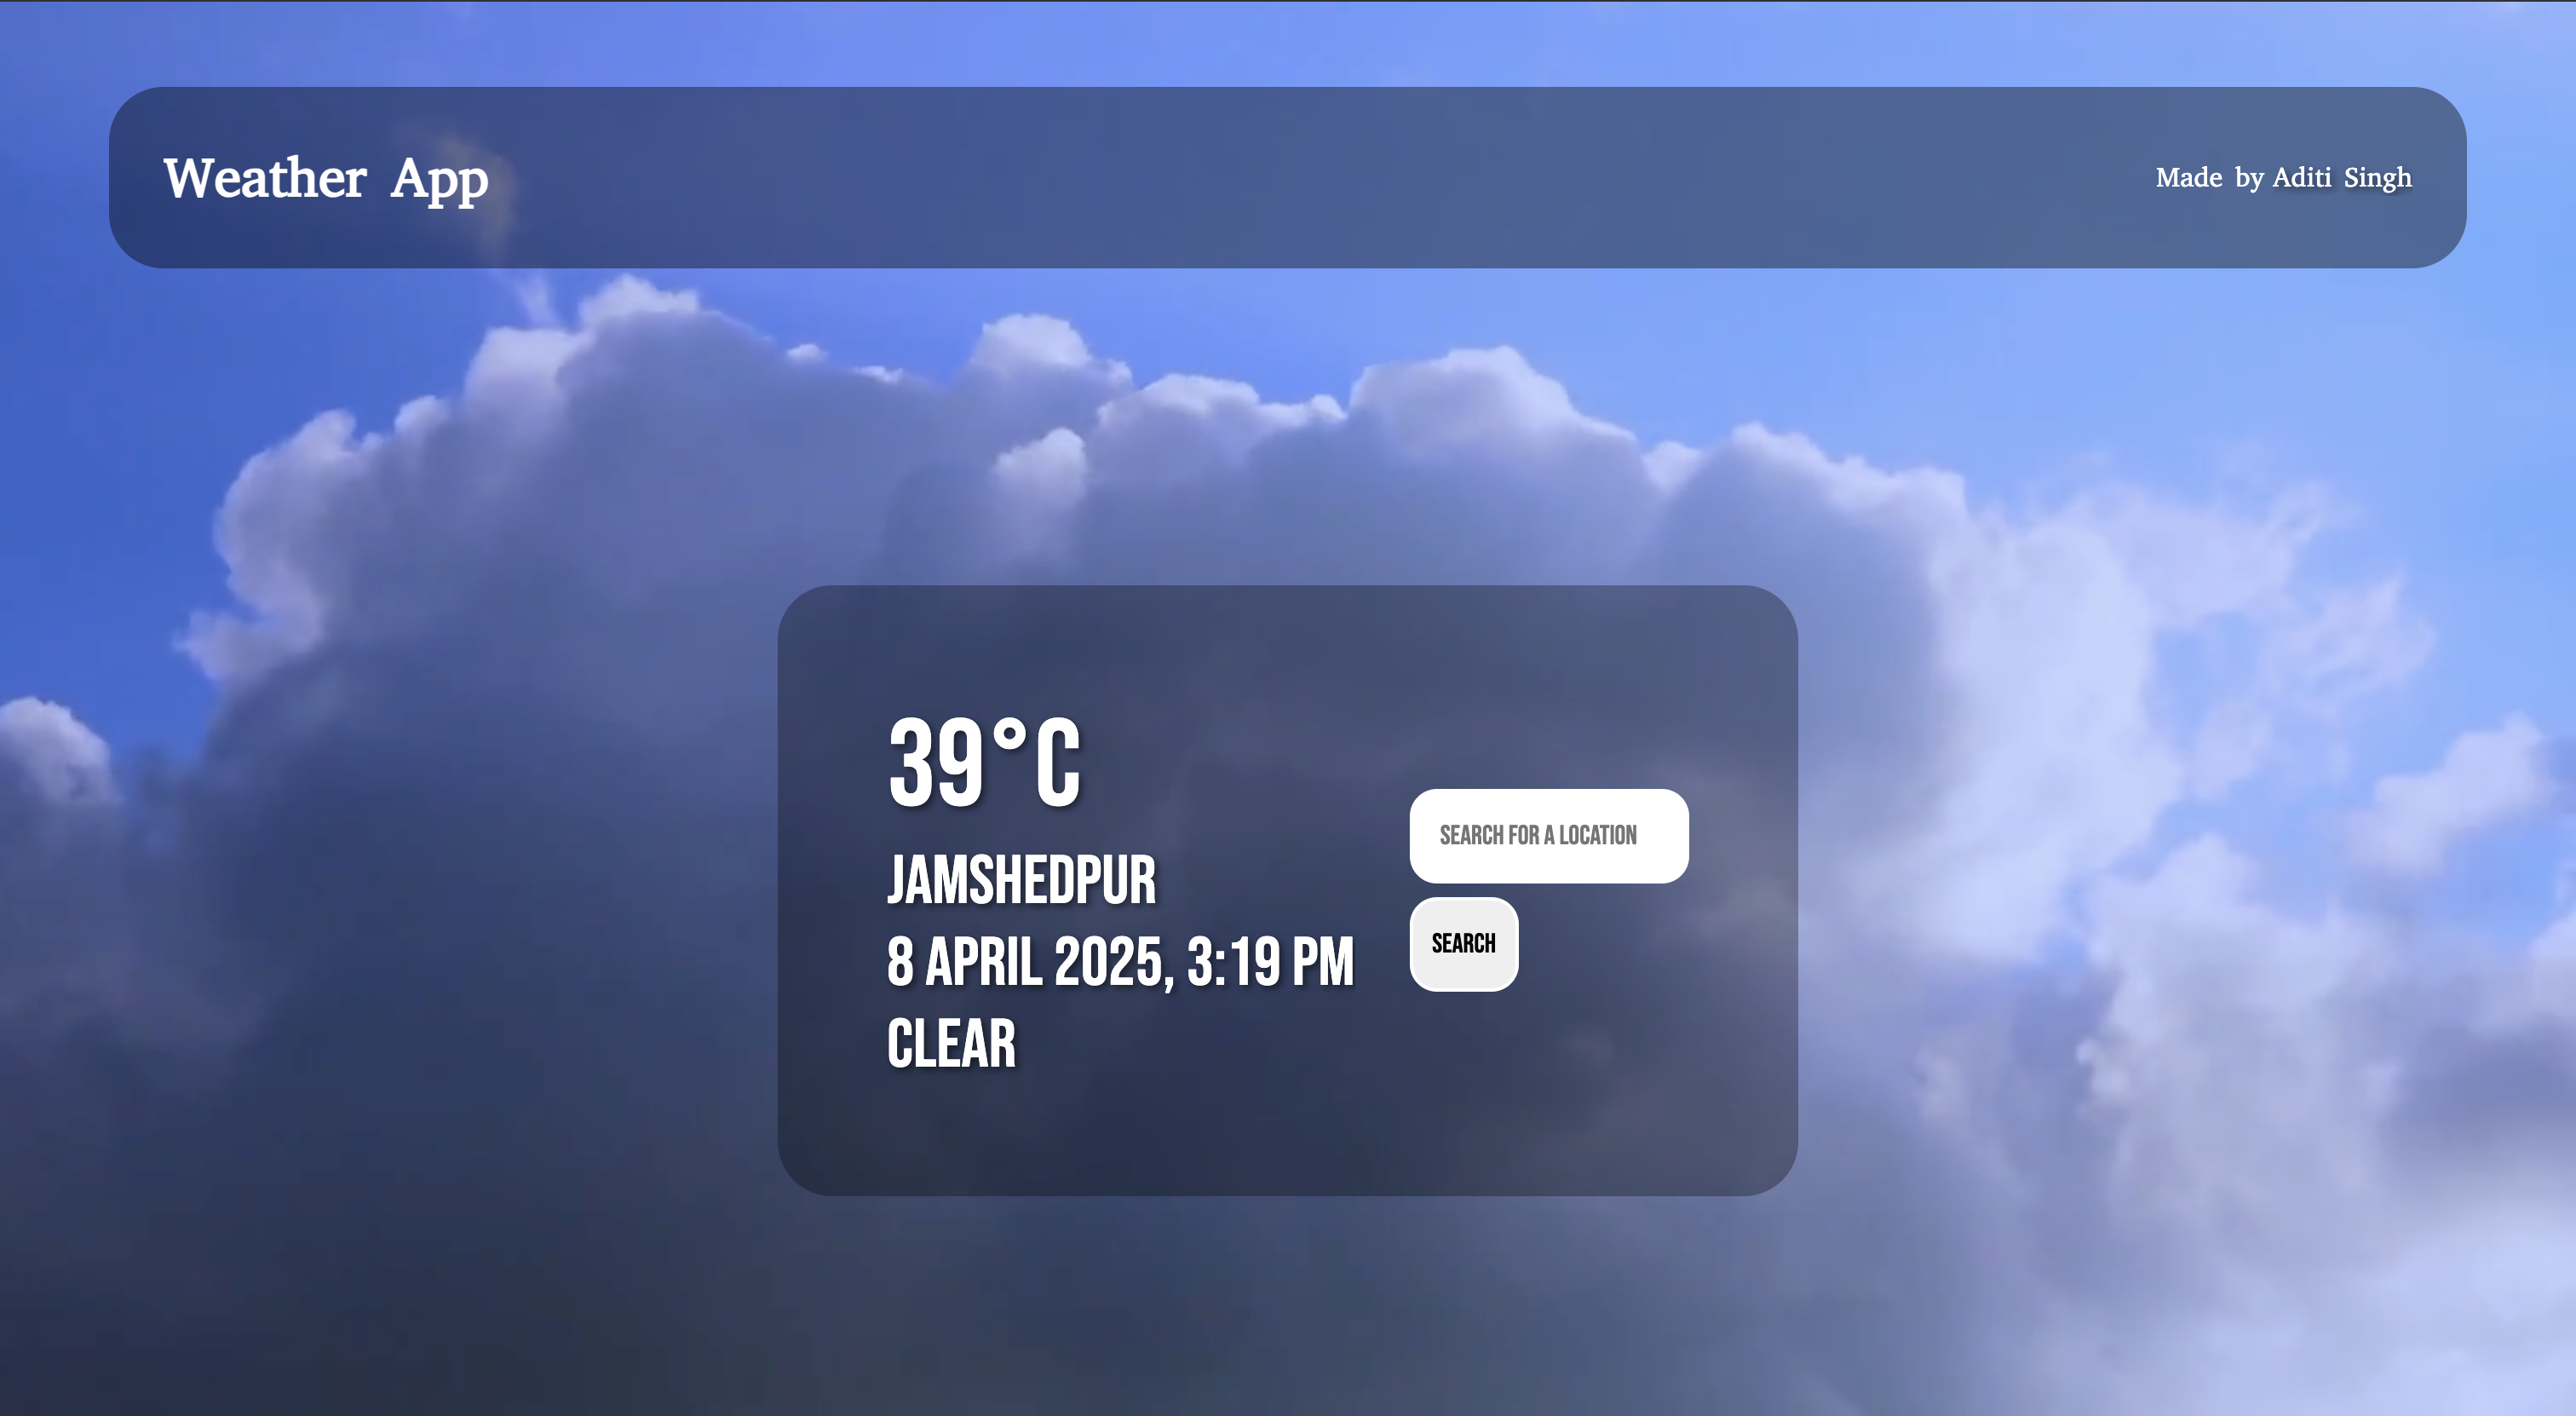 Weather App
Made by Aditi Singh
39°C
JAMSHEDPUR
8 APRIL 2025, 3:19 PM
CLEAR
SEARCH FOR A LOCATION
SEARCH